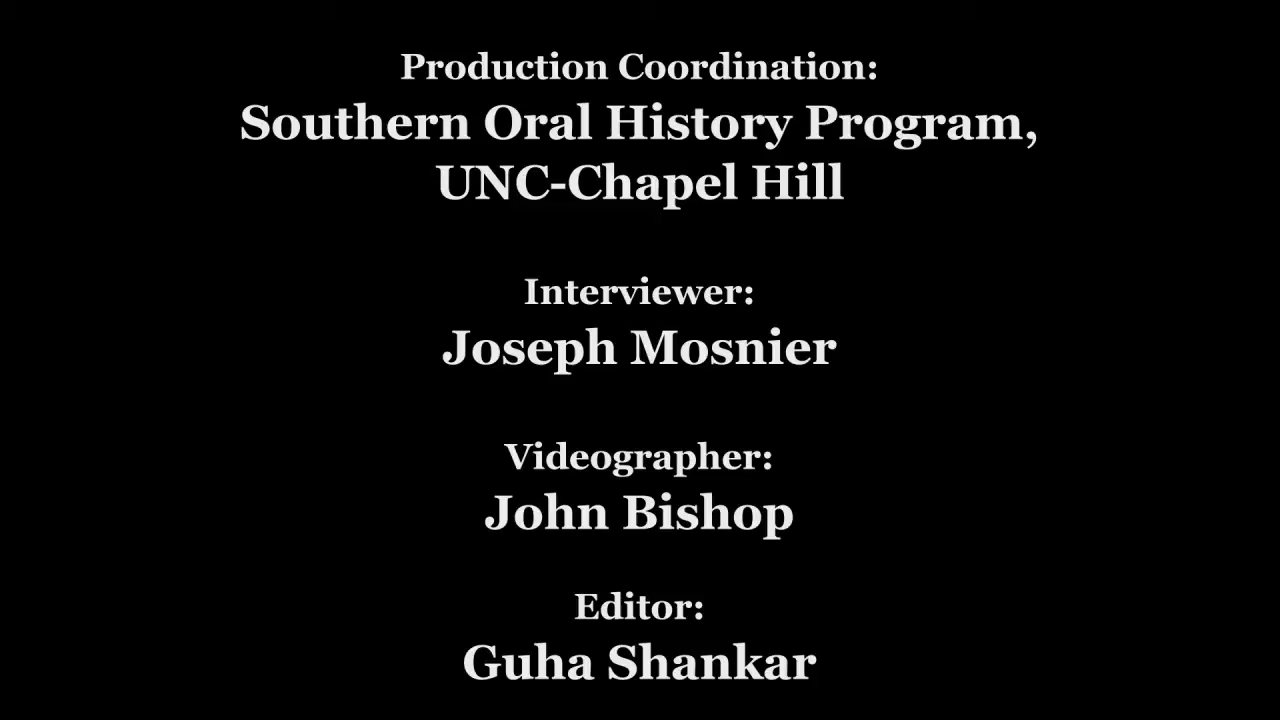 Production Coordination:
Southern Oral History Program,
UNC-Chapel Hill
Interviewer:
Joseph Mosnier
Videographer:
John Bishop
Editor:
Guha Shankar